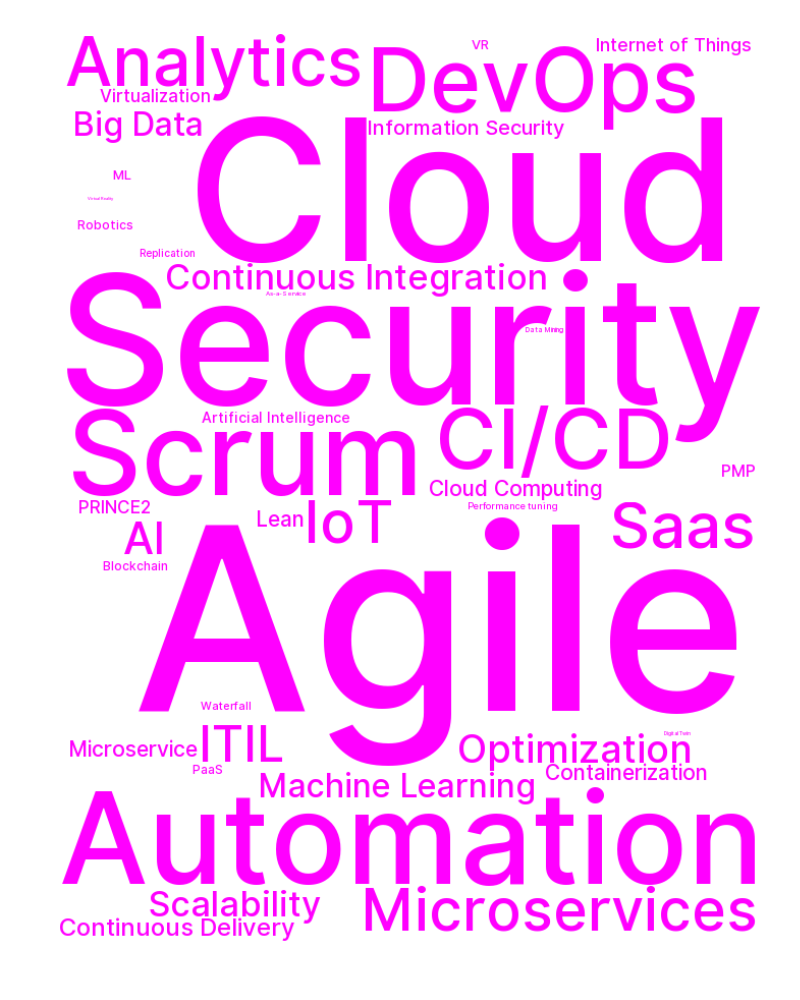 Analytics
VR
Internet of Things
DevOps
Virtualization
Big Data
Information Security
Cloud
ML
Virtual Reality
Robotics
Replication
Continuous Integration
As-a-Service
Security
Data Mining
Scrum
Artificial Intelligence
CI/CD
PMP
Cloud Computing
PRINCE2
Lean
IoT
Performance tuning
Saas
AI
Blockchain
Agile
Waterfall
Microservice
ITIL
Digital Twin
Optimization
PaaS
Containerization
Machine Learning
Automation
Scalability
Microservices
Continuous Delivery